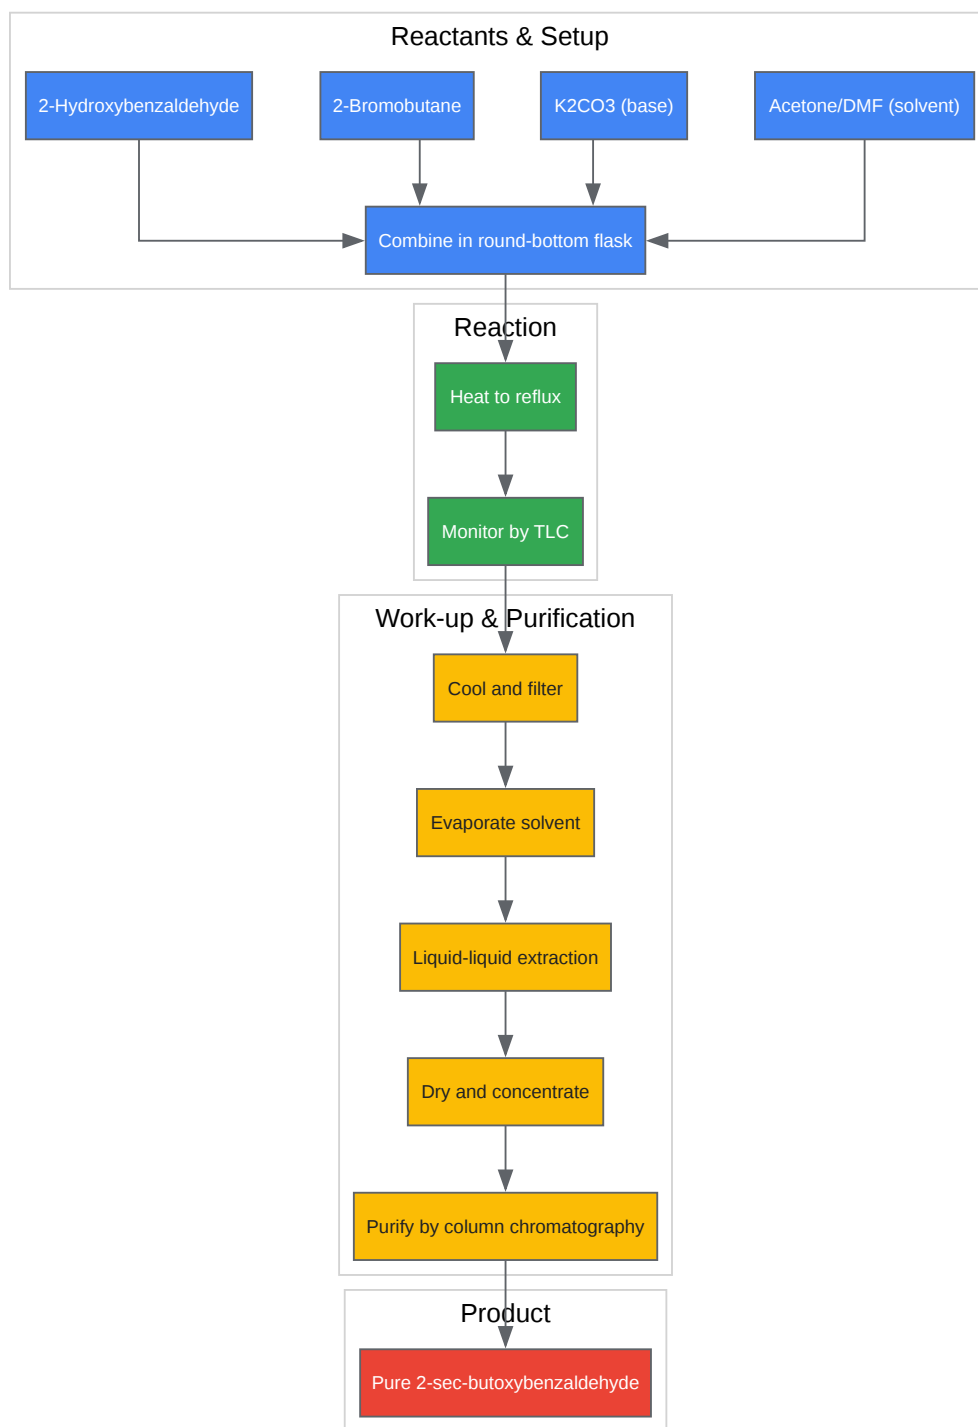 Reactants & Setup
2-Hydroxybenzaldehyde
2-Bromobutane
K2CO3 (base)
Acetone/DMF (solvent)
Combine in round-bottom flask
Reaction
Heat to reflux
Monitor by TLC
Work-up & Purification
Cool and filter
Evaporate solvent
Liquid-liquid extraction
Dry and concentrate
Purify by column chromatography
Product
Pure 2-sec-butoxybenzaldehyde